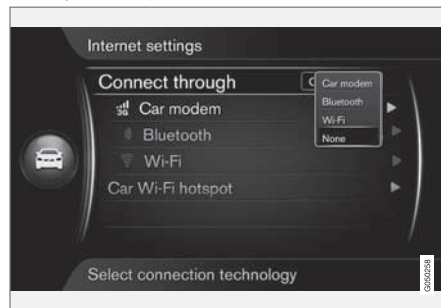 Internet settings
Connect through
Car modem
Bluetooth
Wi-Fi
None
3G Car modem
Bluetooth
Wi-Fi
Car Wi-Fi hotspot
Select connection technology
G050258